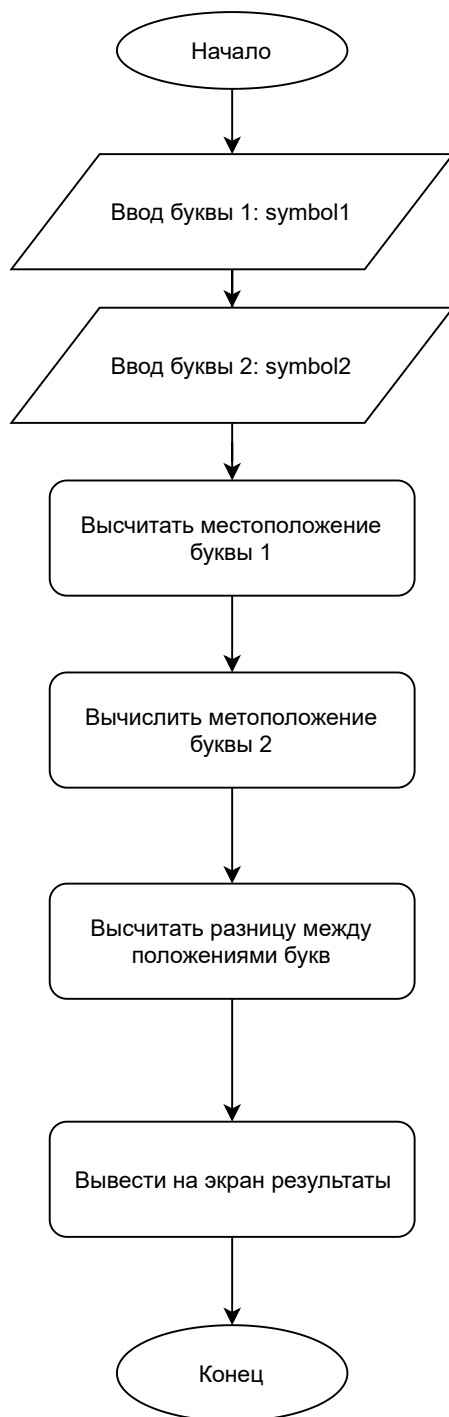 Начало
Ввод буквы 1: symbol1
Ввод буквы 2: symbol2
Высчитать местоположение
буквы 1
Вычислить метоположение
буквы 2
Высчитать разницу между
положениями букв
Вывести на экран результаты
Конец